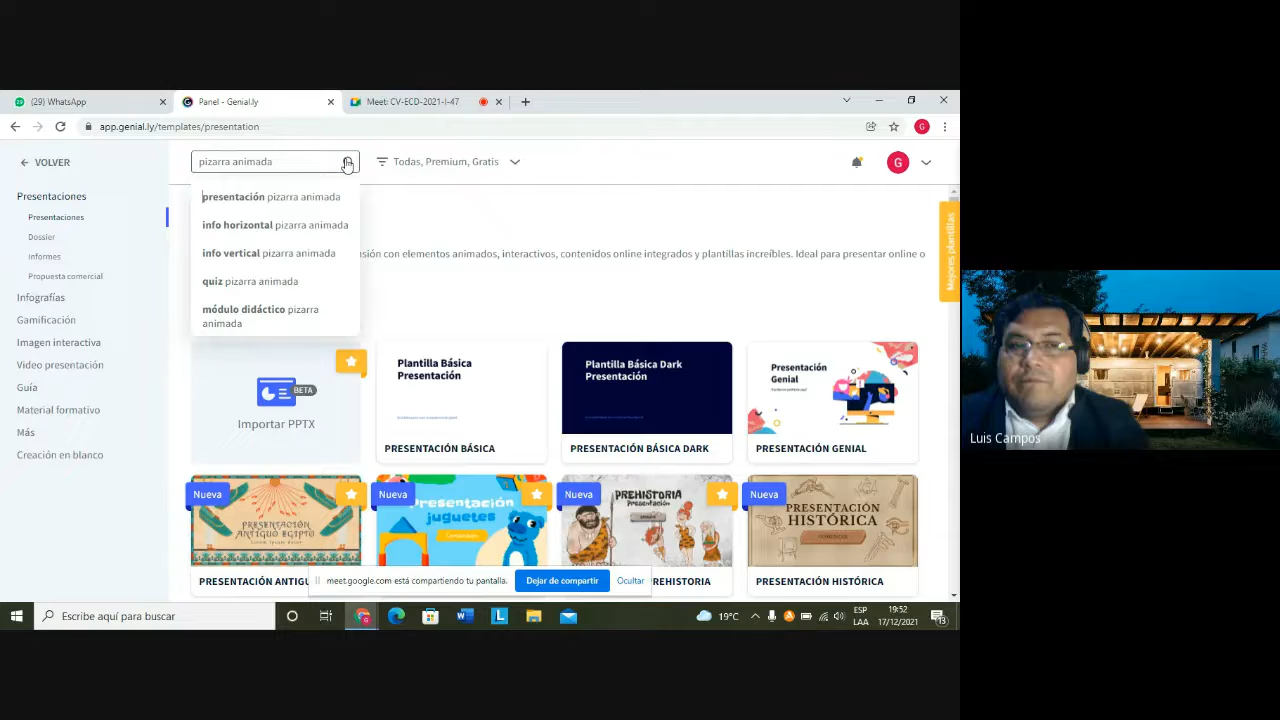 (29) WhatsApp
Panel - Genial.ly
Meet: CV-ECD-2021-I-47
app.genial.ly/templates/presentation
G
VOLVER
pizarra animada
Todas, Premium, Gratis
G
Presentaciones
Presentaciones
Dossier
Informes
Propuesta comercial
Infografías
Gamificación
Imagen interactiva
Video presentación
Guía
Material formativo
Más
Creación en blanco
presentación pizarra animada
info horizontal pizarra animada
info vertical pizarra animada
quiz pizarra animada
módulo didáctico pizarra
animada
sión con elementos animados, interactivos, contenidos online integrados y plantillas increíbles. Ideal para presentar online o
Mejores plantillas
BETA
Importar PPTX
Plantilla Básica
Presentación
PRESENTACIÓN BÁSICA
Plantilla Básica Dark
Presentación
PRESENTACIÓN BÁSICA DARK
Presentación
Genial
PRESENTACIÓN GENIAL
Nueva
PRESENTACIÓN
ANTIGUO EGIPTO
PRESENTACIÓN ANTIGU
Nueva
Presentación
juguetes
Nueva
PREHISTORIA
Presentación
REHISTORIA
Nueva
PRESENTACIÓN
HISTÓRICA
PRESENTACIÓN HISTÓRICA
meet.google.com está compartiendo tu pantalla.
Dejar de compartir
Ocultar
Escribe aquí para buscar
19°C
ESP
LAA
19:52
17/12/2021
13
Luis Campos